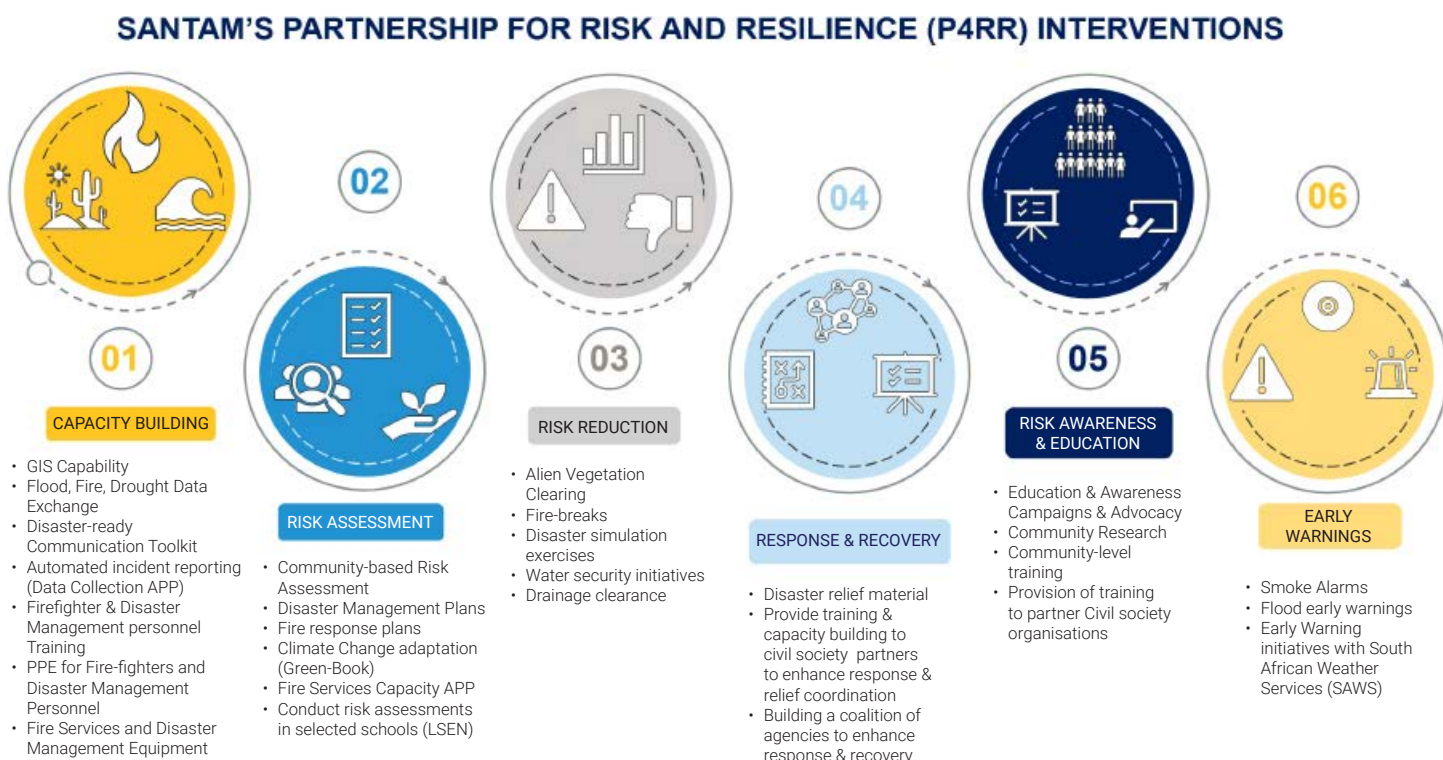 SANTAM'S PARTNERSHIP FOR RISK AND RESILIENCE (P4RR) INTERVENTIONS
01
CAPACITY BUILDING
• GIS Capability
• Flood, Fire, Drought Data
Exchange
• Disaster-ready
Communication Toolkit
• Automated incident reporting
(Data Collection APP)
• Firefighter & Disaster
Management personnel
Training
• PPE for Fire-fighters and
Disaster Management
Personnel
• Fire Services and Disaster
Management Equipment
02
RISK ASSESSMENT
• Community-based Risk
Assessment
• Disaster Management Plans
• Fire response plans
• Climate Change adaptation
(Green-Book)
• Fire Services Capacity APP
• Conduct risk assessments
in selected schools (LSEN)
03
RISK REDUCTION
• Alien Vegetation
Clearing
• Fire-breaks
• Disaster simulation
exercises
• Water security initiatives
• Drainage clearance
04
RESPONSE & RECOVERY
• Disaster relief material
• Provide training &
capacity building to
civil society partners
to enhance response &
relief coordination
• Building a coalition of
agencies to enhance
response & recovery
05
RISK AWARENESS
& EDUCATION
• Education & Awareness
Campaigns & Advocacy
• Community Research
• Community-level
training
• Provision of training
to partner Civil society
organisations
06
EARLY
WARNINGS
• Smoke Alarms
• Flood early warnings
• Early Warning
initiatives with South
African Weather
Services (SAWS)